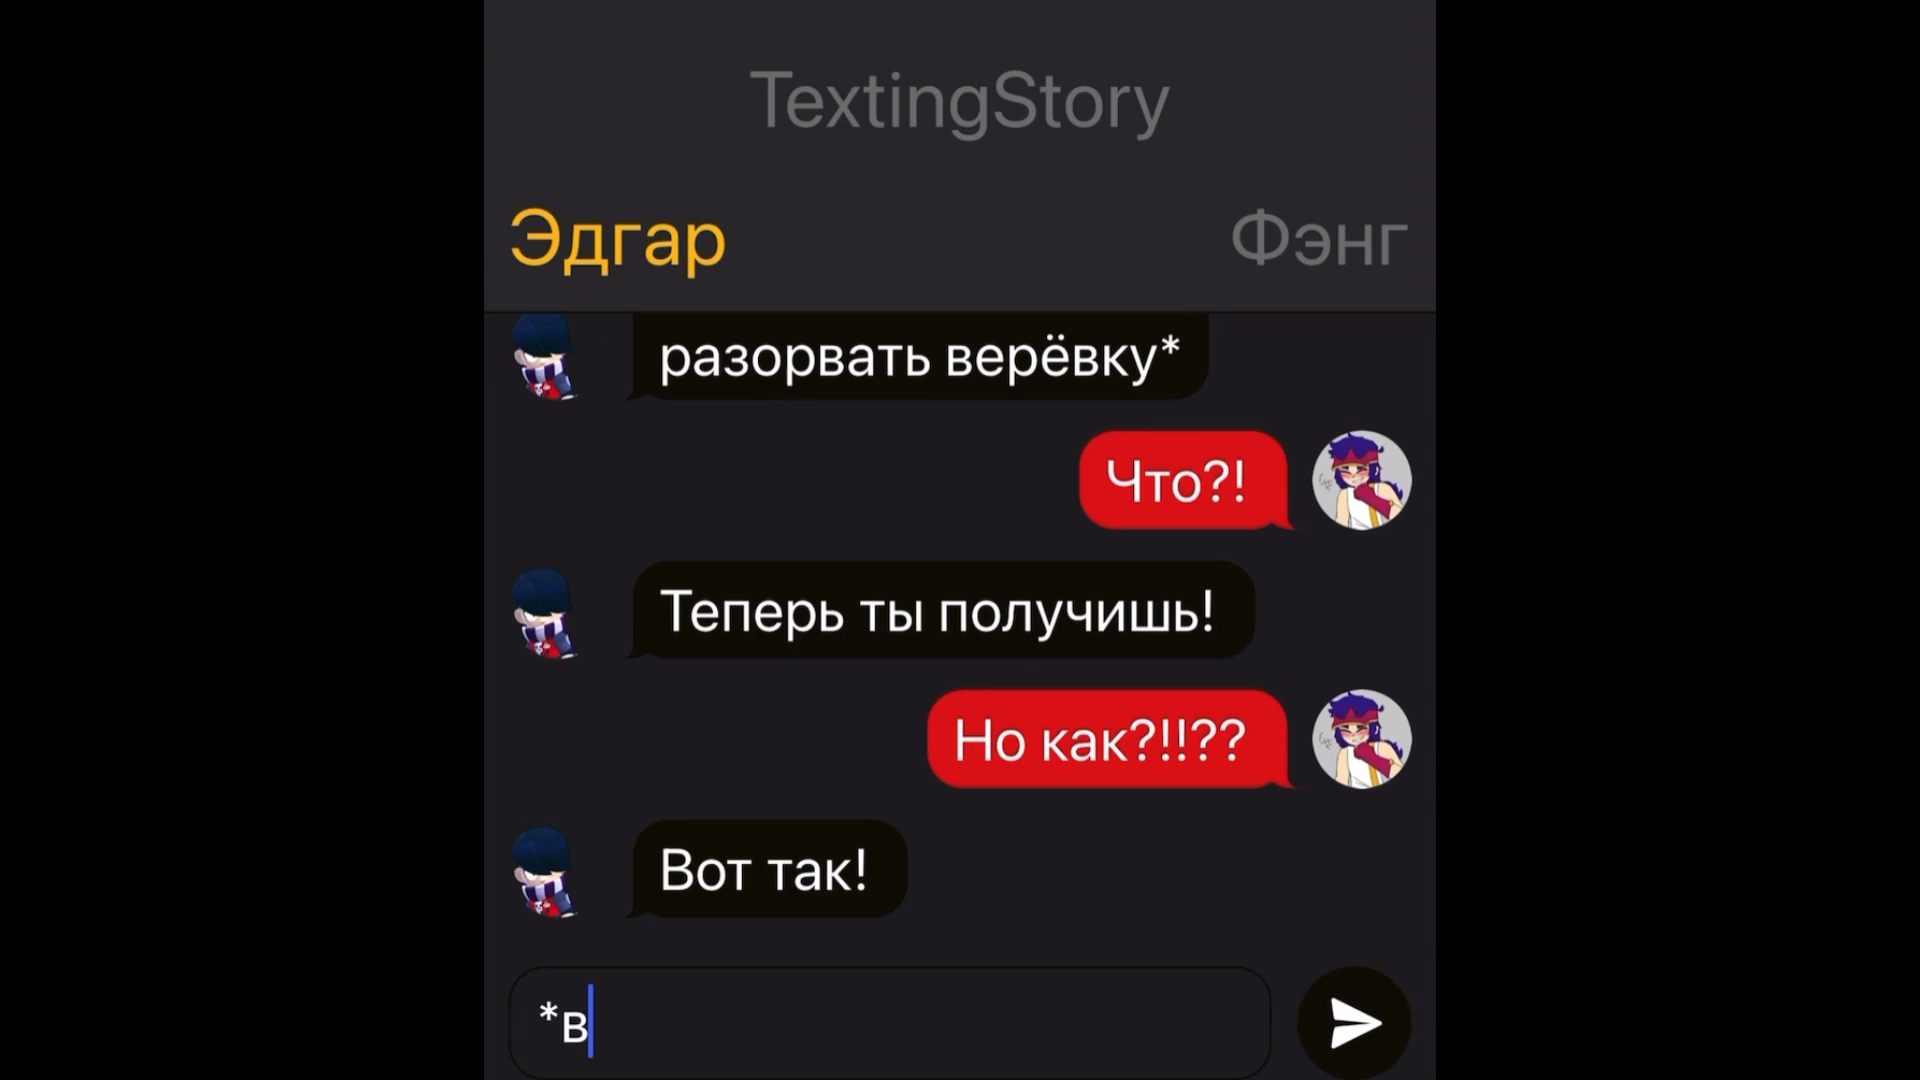 TextingStory
Эдгар
Фэнг
разорвать верёвку*
Что?!
Теперь ты получишь!
Но как?!!??
Вот так!
*в